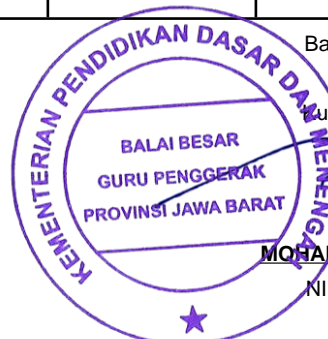 Ba
KEMENTERIAN PENDIDIKAN DASAR DAN MENENGAH
BALAI BESAR
GURU PENGGERAK
PROVINSI JAWA BARAT
MOHA
NI